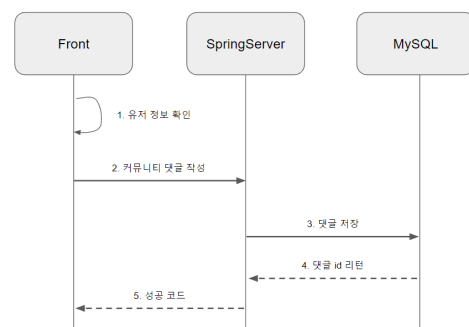 Front
SpringServer
MySQL
1. 유저 정보 확인
2. 커뮤니티 댓글 작성
3. 댓글 저장
4. 댓글 id 리턴
5. 성공 코드